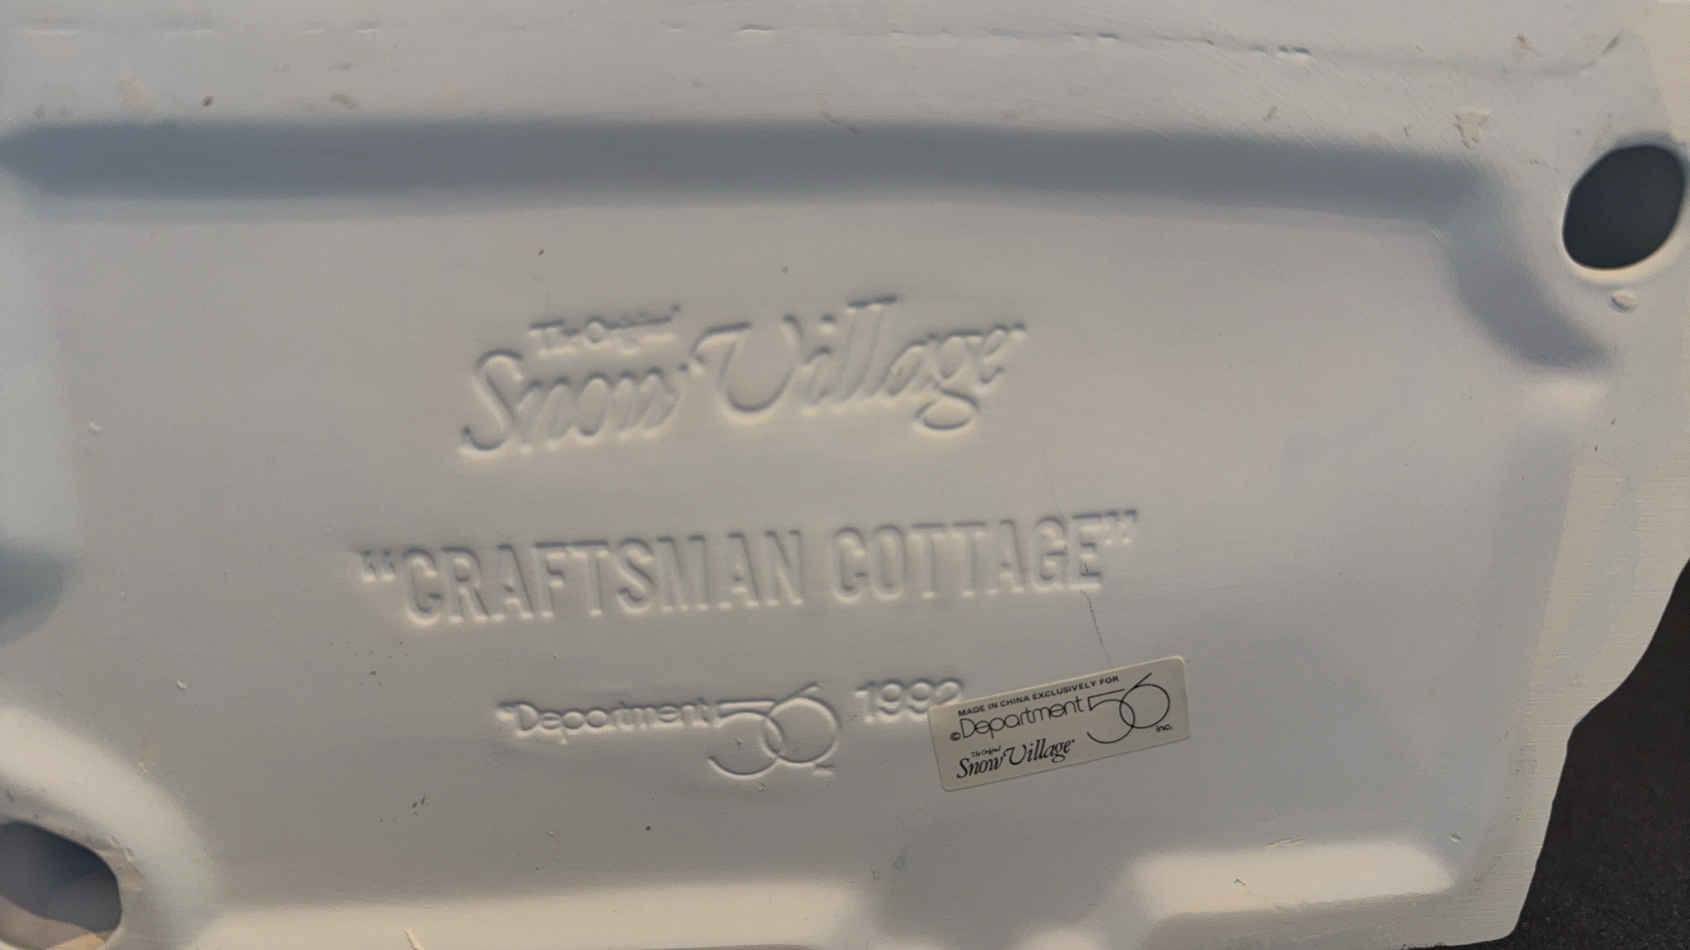 The Original
Snow Village
"CRAFTSMAN COTTAGE"
©Department 56 1992
MADE IN CHINA EXCLUSIVELY FOR
©Department 56 Inc.
The Original
Snow Village